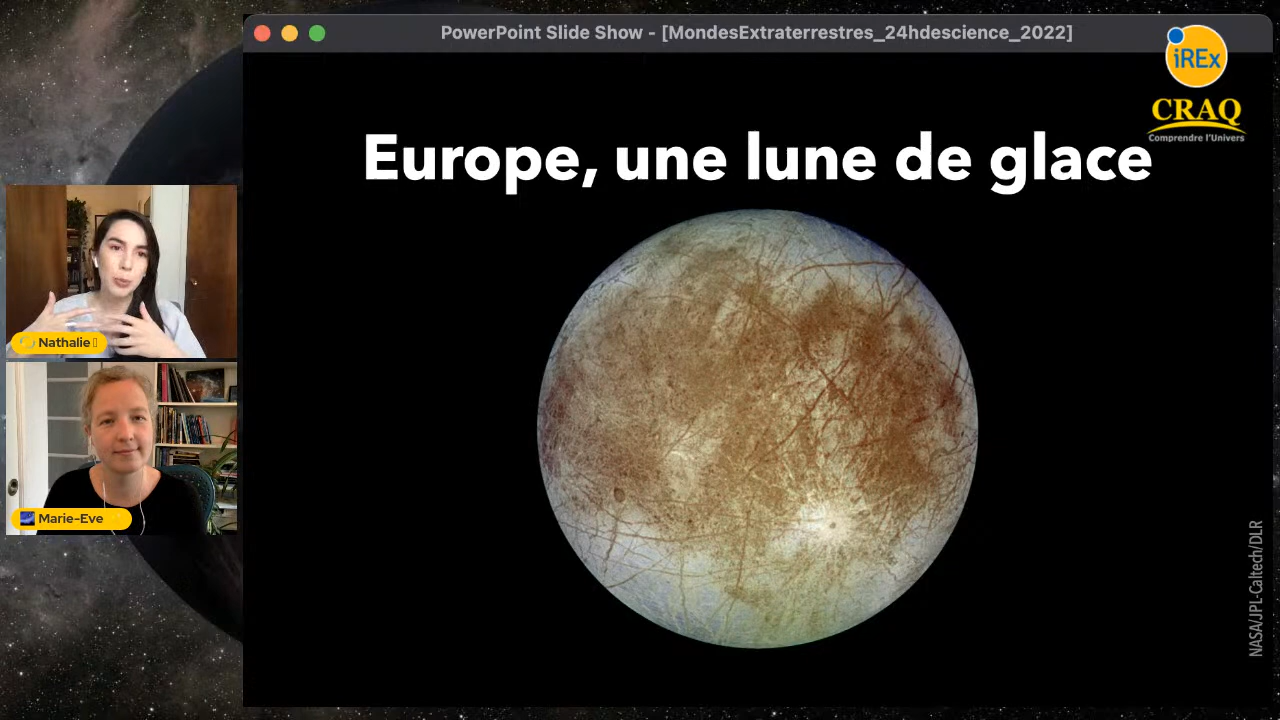 PowerPoint Slide Show - [MondesExtraterrestres_24hdescience_2022]
iREx
CRAQ
Comprendre l'Univers
Europe, une lune de glace
Nathalie
Marie-Eve
NASA/JPL-Caltech/DLR